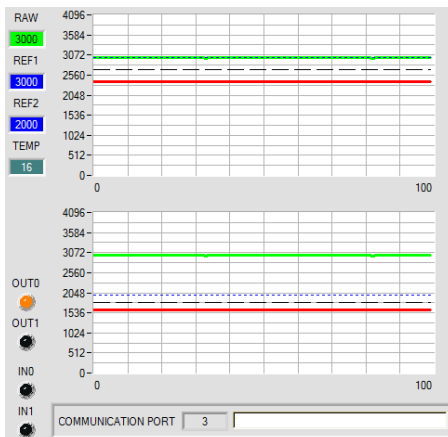 RAW
3000
REF1
3000
REF2
2000
TEMP
16
4096
3584
3072
2560
2048
1536
1024
512
0
0 100
4096
3584
3072
2560
2048
1536
1024
512
0
0 100
OUT0
OUT1
IN0
IN1
COMMUNICATION PORT 3